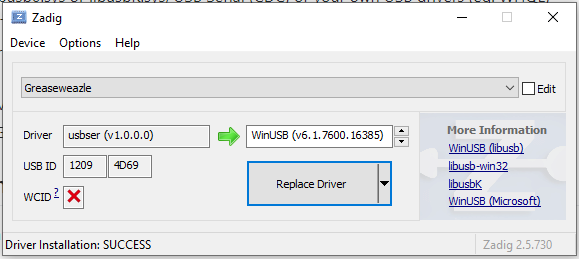 Zadig
Device Options Help
Greaseweazle Edit
Driver usbser (v1.0.0.0) WinUSB (v6.1.7600.16385)
USB ID 1209 4D69
WCID ?
Replace Driver
More Information
WinUSB (libusb)
libusb-win32
libusbK
WinUSB (Microsoft)
Driver Installation: SUCCESS Zadig 2.5.730